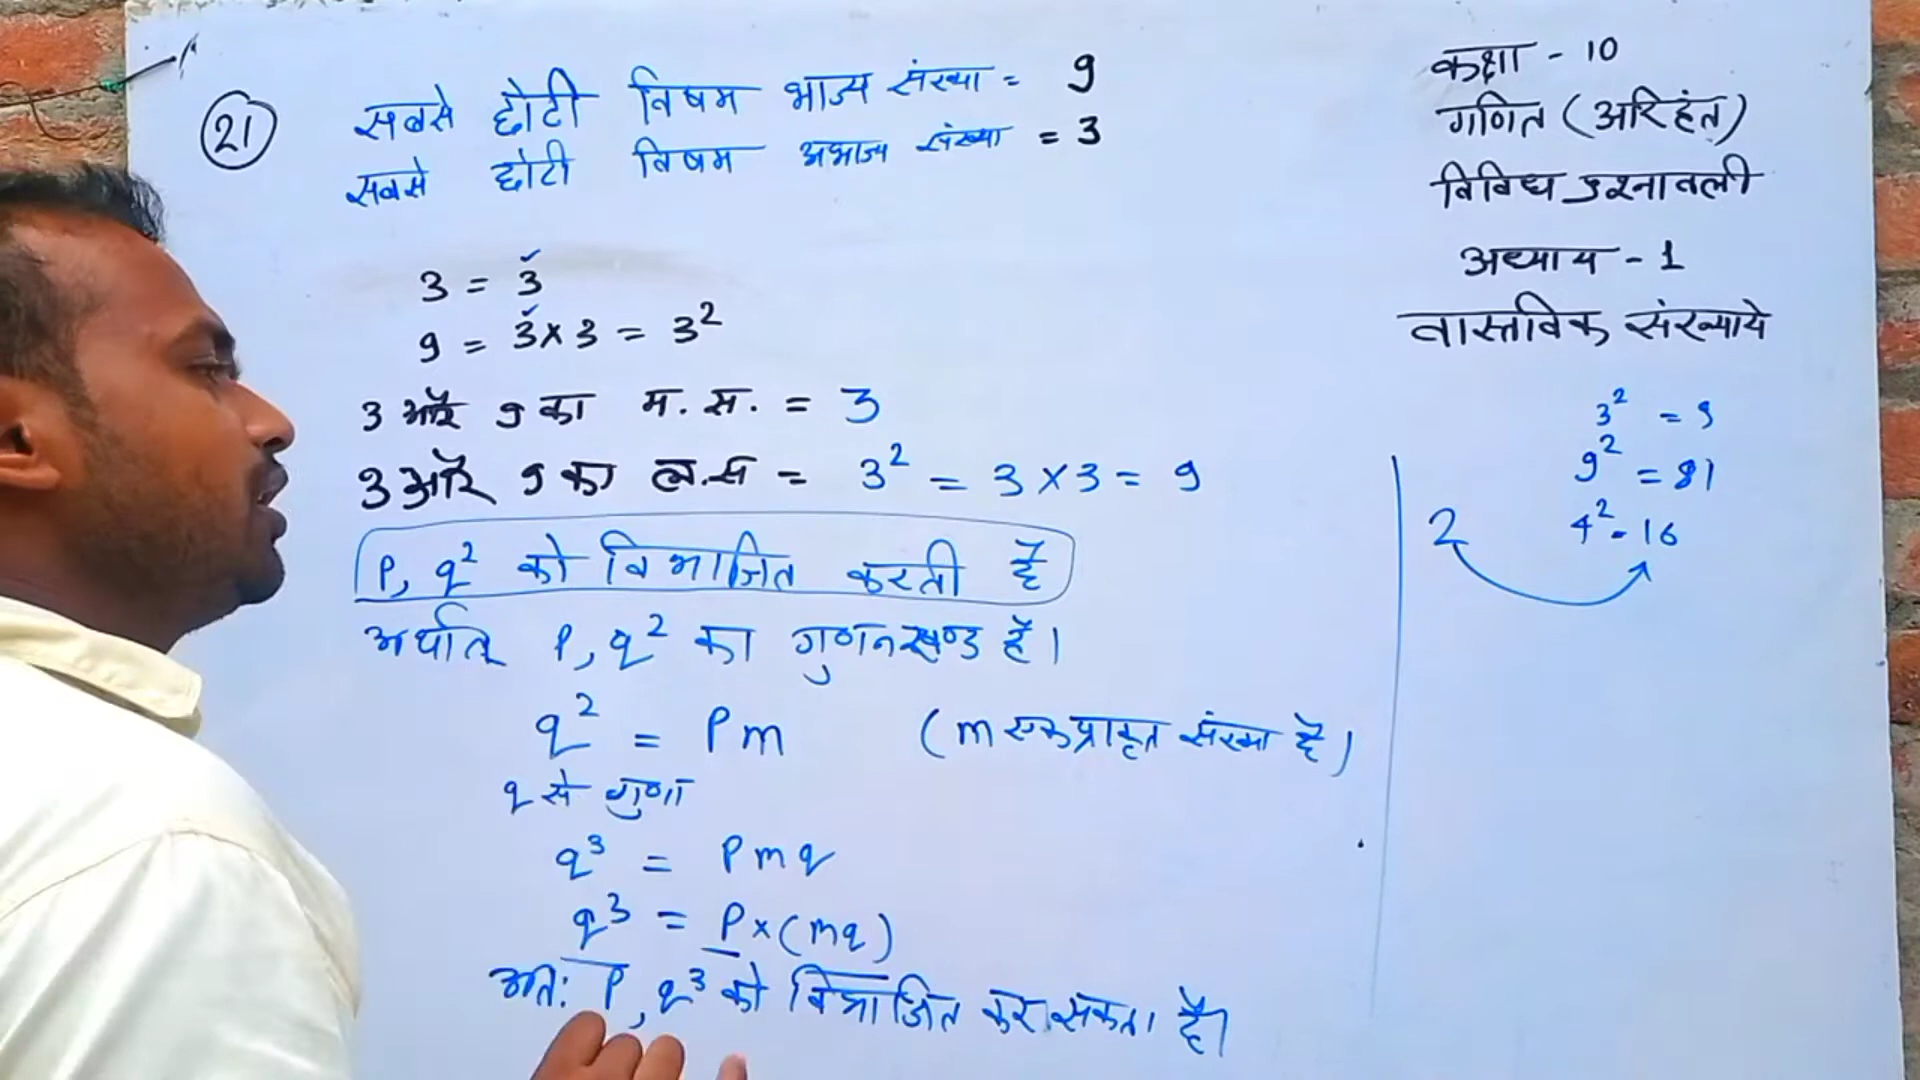 (21)
सबसे छोटी विषम भाज्य संख्या = 9
सबसे छोटी विषम अभाज्य संख्या = 3
3 = 3
9 = 3×3 = 3²
3 और 9 का म.स. = 3
3 और 9 का ल.स = 3² = 3×3 = 9
P, q² को विभाजित करती है
अर्थात P, q² का गुणनखण्ड है।
q² = Pm (m एक प्राकृत संख्या है)
q से गुणा
q³ = Pmq
q³ = P×(mq)
अतः P, q³ को विभाजित कर सकता है।
कक्षा - 10
गणित (अरिहंत)
विविध प्रश्नावली
अध्याय - 1
वास्तविक संख्याये
3² = 9
9² = 81
2 4² = 16